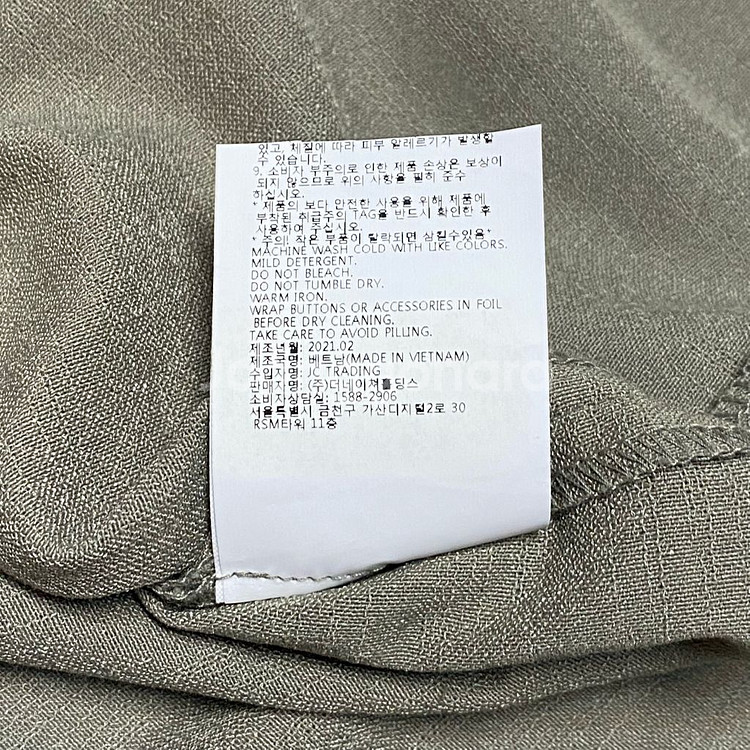 있고, 체질에 따라 피부 알레르기가 발생할
수 있습니다.
9. 소비자 부주의로 인한 제품 손상은 보상이
되지 않으므로 위의 사항을 필히 준수
하십시오.
* 제품의 보다 안전한 사용을 위해 제품에
부착된 취급주의 TAG를 반드시 확인한 후
사용하여 주십시오.
* 주의! 작은 부품이 탈락되면 삼킬수있음*
MACHINE WASH COLD WITH LIKE COLORS.
MILD DETERGENT.
DO NOT BLEACH.
DO NOT TUMBLE DRY.
WARM IRON.
WRAP BUTTONS OR ACCESSORIES IN FOIL
BEFORE DRY CLEANING.
TAKE CARE TO AVOID PILLING.
제조년월: 2021.02
제조국명: 베트남(MADE IN VIETNAM)
수입자명: JC TRADING
판매자명: (주)더네이쳐홀딩스
소비자상담실: 1588-2906
서울특별시 금천구 가산디지털2로 30
RSM타워 11층